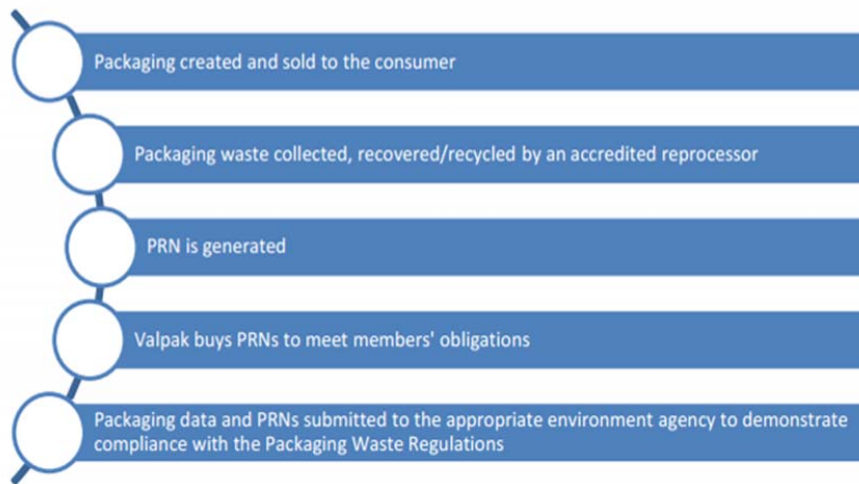 Packaging created and sold to the consumer
Packaging waste collected, recovered/recycled by an accredited reprocessor
PRN is generated
Valpak buys PRNs to meet members' obligations
Packaging data and PRNs submitted to the appropriate environment agency to demonstrate
compliance with the Packaging Waste Regulations